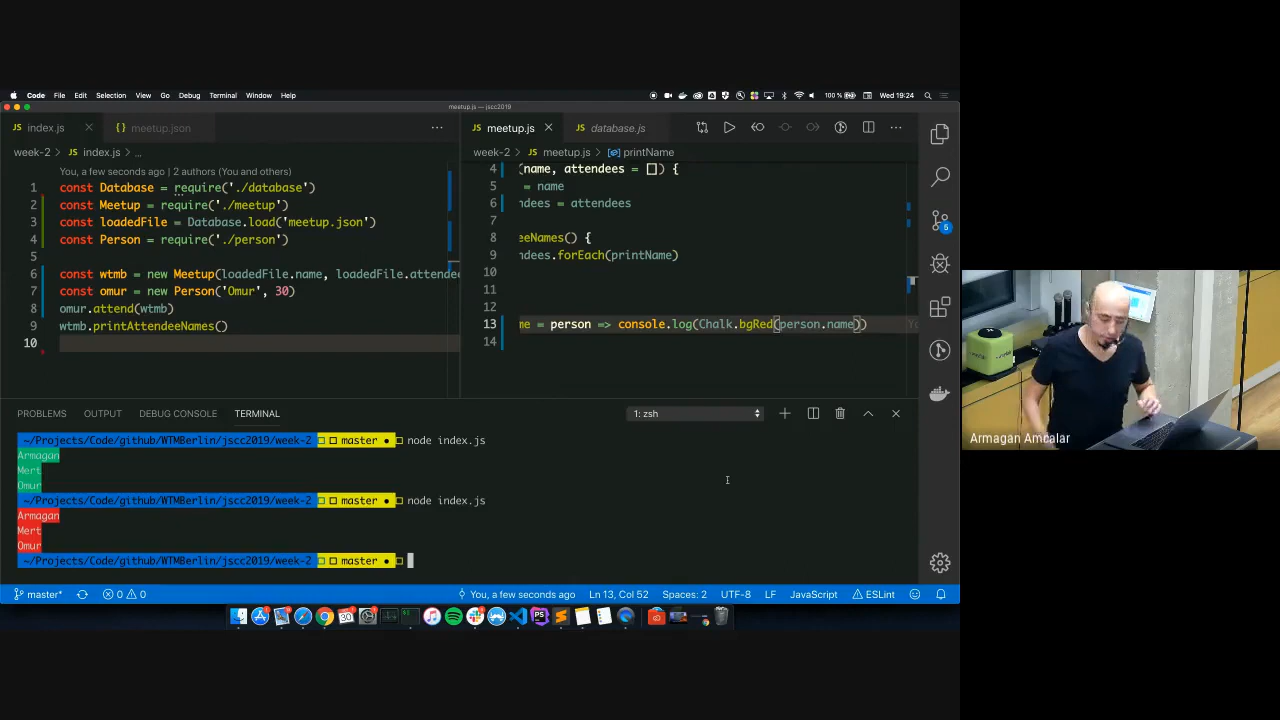 Code File Edit Selection View Go Debug Terminal Window Help
100 % Wed 19:24
meetup.js — jscc2019
index.js
meetup.json
week-2 > index.js > ...
You, a few seconds ago | 2 authors (You and others)
1 const Database = require('./database')
2 const Meetup = require('./meetup')
3 const loadedFile = Database.load('meetup.json')
4 const Person = require('./person')
5
6 const wtmb = new Meetup(loadedFile.name, loadedFile.attendee
7 const omur = new Person('Omur', 30)
8 omur.attend(wtmb)
9 wtmb.printAttendeeNames()
10
meetup.js
database.js
week-2 > meetup.js > printName
4 (name, attendees = []) {
5 = name
6 ndees = attendees
7
8 eeNames() {
9 ndees.forEach(printName)
10
11
12
13 me = person => console.log(Chalk.bgRed(person.name))
14
5
PROBLEMS OUTPUT DEBUG CONSOLE TERMINAL
1: zsh
~/Projects/Code/github/WTMBerlin/jscc2019/week-2 master ● node index.js
Armagan
Mert
Omur
~/Projects/Code/github/WTMBerlin/jscc2019/week-2 master ● node index.js
Armagan
Mert
Omur
~/Projects/Code/github/WTMBerlin/jscc2019/week-2 master ●
master* 0 0 You, a few seconds ago Ln 13, Col 52 Spaces: 2 UTF-8 LF JavaScript ESLint
Armagan Amcalar